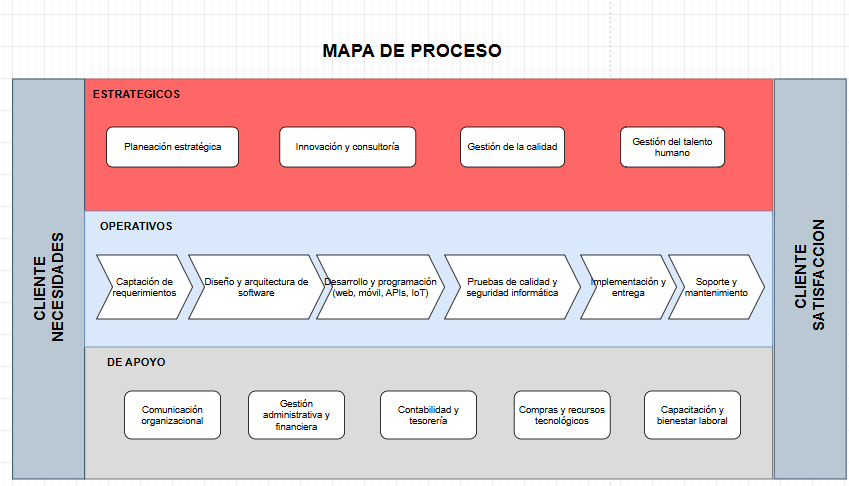 MAPA DE PROCESO
CLIENTE
NECESIDADES
ESTRATEGICOS
Planeación estratégica
Innovación y consultoría
Gestión de la calidad
Gestión del talento
humano
OPERATIVOS
Captación de
requerimientos
Diseño y arquitectura de
software
Desarrollo y programación
(web, móvil, APIs, IoT)
Pruebas de calidad y
seguridad informática
Implementación y
entrega
Soporte y
mantenimiento
DE APOYO
Comunicación
organizacional
Gestión
administrativa y
financiera
Contabilidad y
tesorería
Compras y recursos
tecnológicos
Capacitación y
bienestar laboral
CLIENTE
SATISFACCION